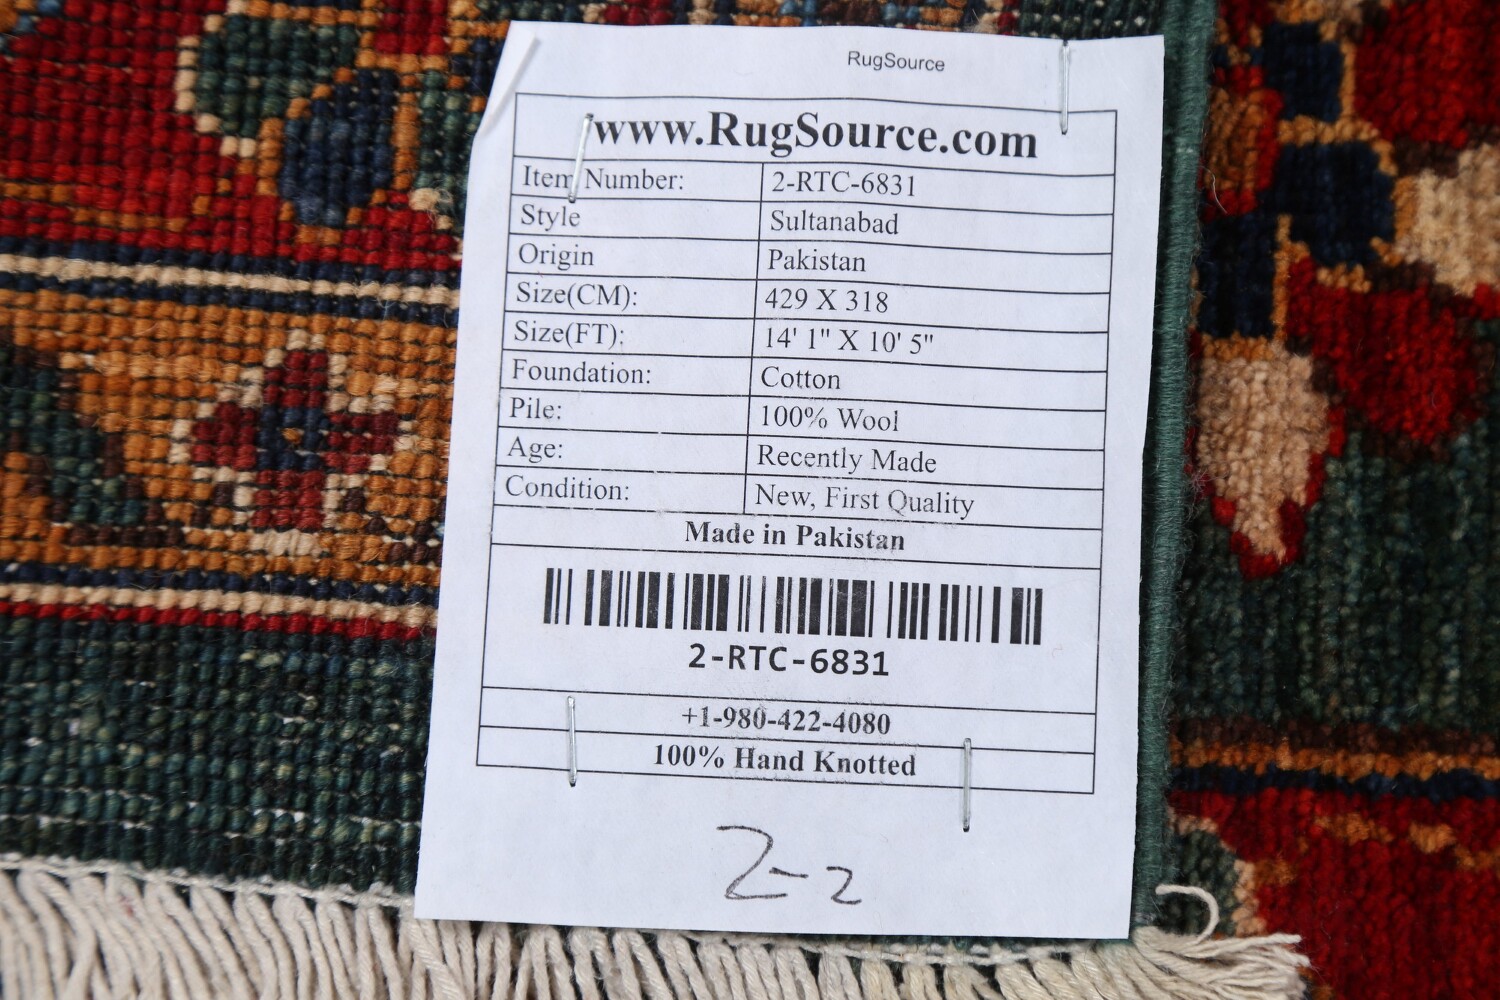 RugSource
www.RugSource.com
Item Number: 2-RTC-6831
Style Sultanabad
Origin Pakistan
Size(CM): 429 X 318
Size(FT): 14' 1" X 10' 5"
Foundation: Cotton
Pile: 100% Wool
Age: Recently Made
Condition: New, First Quality
Made in Pakistan
2-RTC-6831
+1-980-422-4080
100% Hand Knotted
2-2